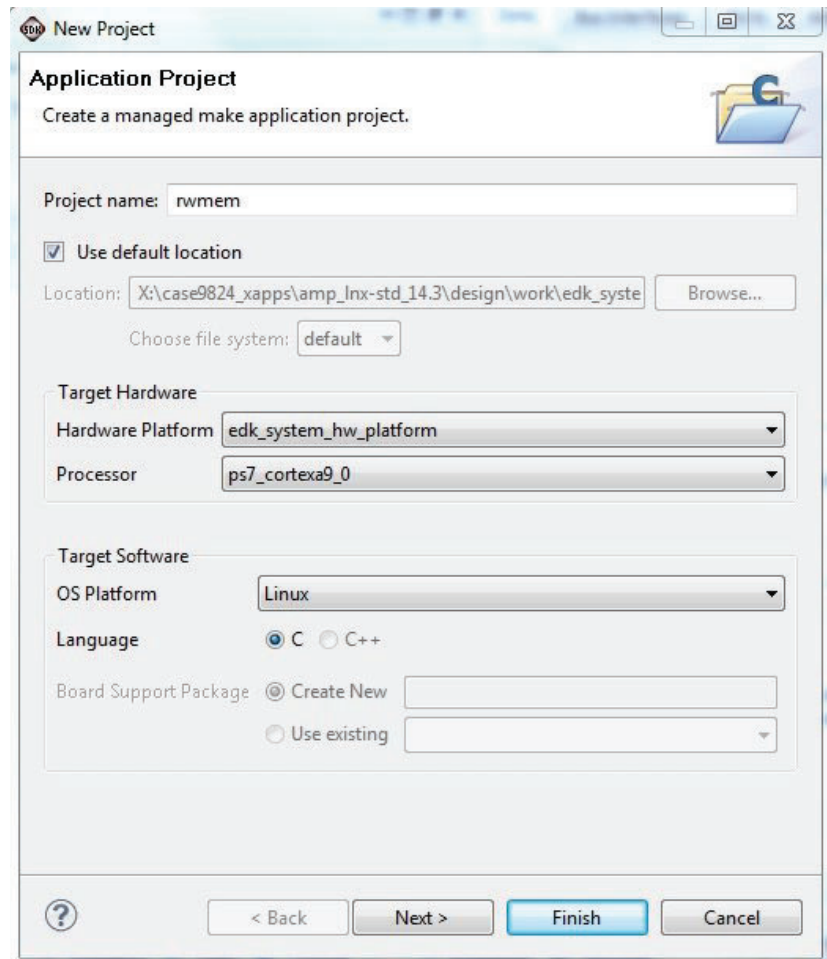 SDK New Project
Application Project
Create a managed make application project.
C
Project name: rwmem
Use default location
Location: X:\case9824_xapps\amp_lnx-std_14.3\design\work\edk_syste Browse...
Choose file system: default
Target Hardware
Hardware Platform edk_system_hw_platform
Processor ps7_cortexa9_0
Target Software
OS Platform Linux
Language C C++
Board Support Package Create New
Use existing
? < Back Next > Finish Cancel